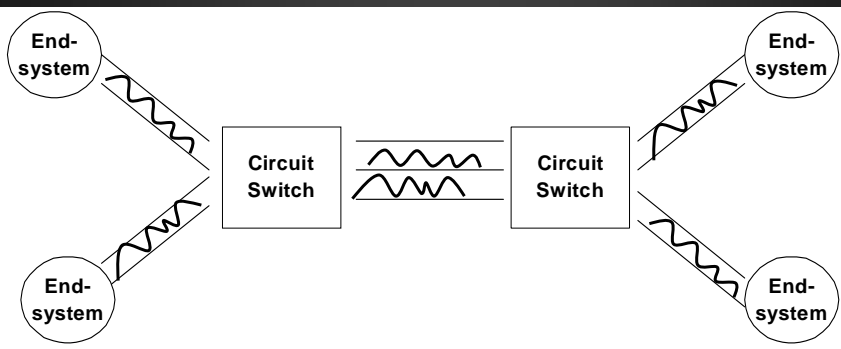 End-
system
End-
system
Circuit
Switch
Circuit
Switch
End-
system
End-
system